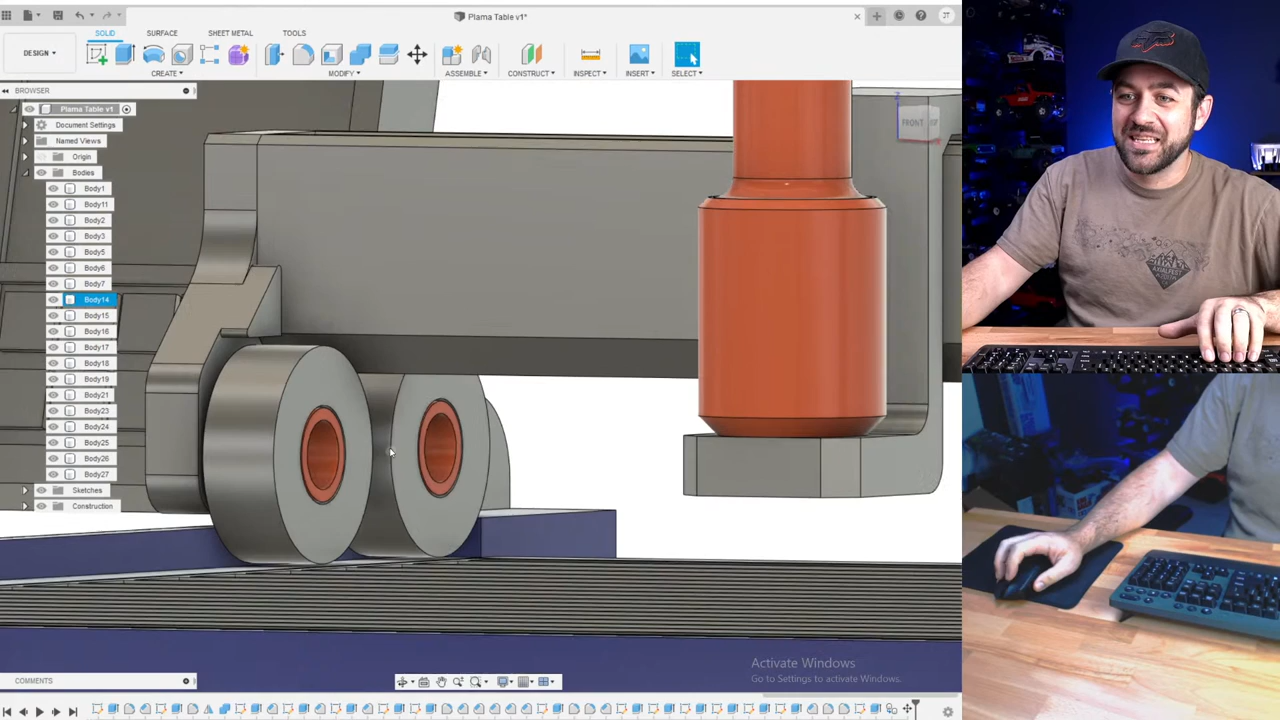 Plama Table v1*
JT
DESIGN
SOLID
SURFACE
SHEET METAL
TOOLS
CREATE
MODIFY
ASSEMBLE
CONSTRUCT
INSPECT
INSERT
SELECT
BROWSER
Plama Table v1
Document Settings
Named Views
Origin
Bodies
Body1
Body11
Body2
Body3
Body5
Body6
Body7
Body14
Body15
Body16
Body17
Body18
Body19
Body21
Body23
Body24
Body25
Body26
Body27
Sketches
Construction
Z
FRONT
Activate Windows
Go to Settings to activate Windows.
COMMENTS